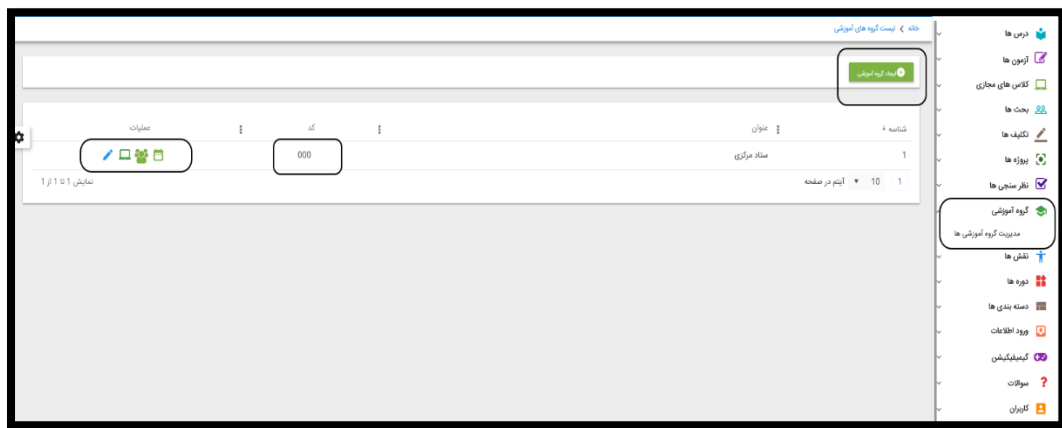 خانه ❯ لیست گروه های آموزشی
ایجاد گروه آموزشی
شناسه
عنوان
کد
عملیات
1
ستاد مرکزی
000
1 10 آیتم در صفحه
نمایش 1 تا 1 از 1
درس ها
آزمون ها
کلاس های مجازی
بحث ها
تکلیف ها
پروژه ها
نظر سنجی ها
گروه آموزشی
مدیریت گروه آموزشی ها
نقش ها
دوره ها
دسته بندی ها
ورود اطلاعات
گیمیفیکیشن
سوالات
کاربران